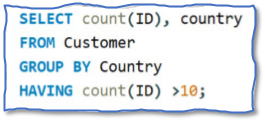 SELECT count(ID), country
FROM Customer
GROUP BY Country
HAVING count(ID) >10;